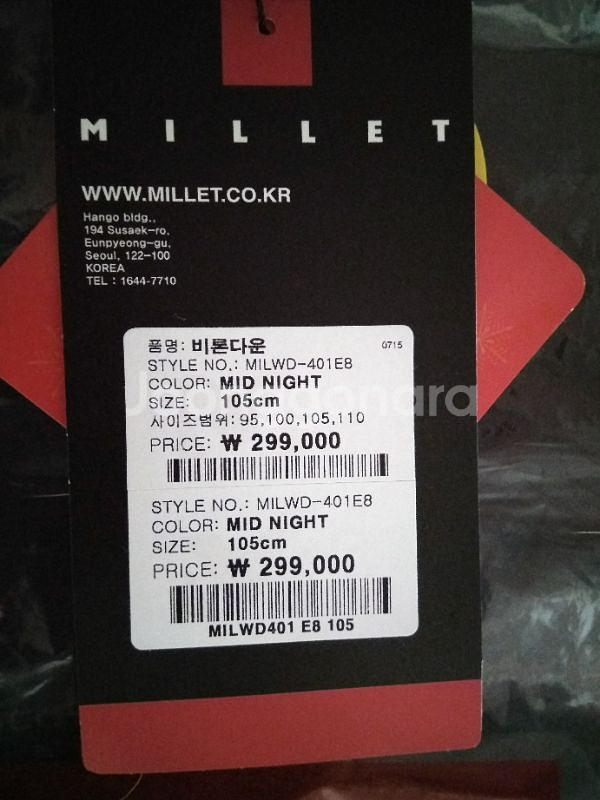 MILLET
WWW.MILLET.CO.KR
Hango bldg.,
194 Susaek-ro,
Eunpyeong-gu,
Seoul, 122-100
KOREA
TEL : 1644-7710
품명: 비론다운 0715
STYLE NO.: MILWD-401E8
COLOR: MID NIGHT
SIZE: 105cm
사이즈범위: 95,100,105,110
PRICE: ₩ 299,000
STYLE NO.: MILWD-401E8
COLOR: MID NIGHT
SIZE: 105cm
PRICE: ₩ 299,000
MILWD401 E8 105